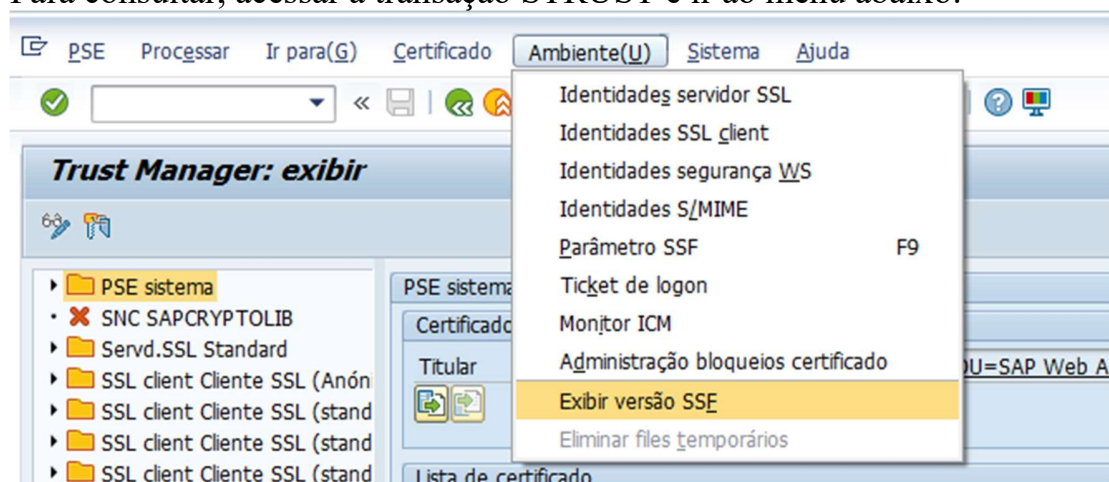 Para consultar, acessar a transação STRUST e ir ao menu abaixo:
PSE Processar Ir para(G) Certificado Ambiente(U) Sistema Ajuda
Identidades servidor SSL
Identidades SSL client
Identidades segurança WS
Identidades S/MIME
Parâmetro SSF F9
Ticket de logon
Monitor ICM
Administração bloqueios certificado
Exibir versão SSF
Eliminar files temporários
Trust Manager: exibir
PSE sistema
SNC SAPCRYPTOLIB
Servd.SSL Standard
SSL client Cliente SSL (Anón
SSL client Cliente SSL (stand
SSL client Cliente SSL (stand
SSL client Cliente SSL (stand
PSE sistema
Certificado
Titular OU=SAP Web A
Lista de certificado